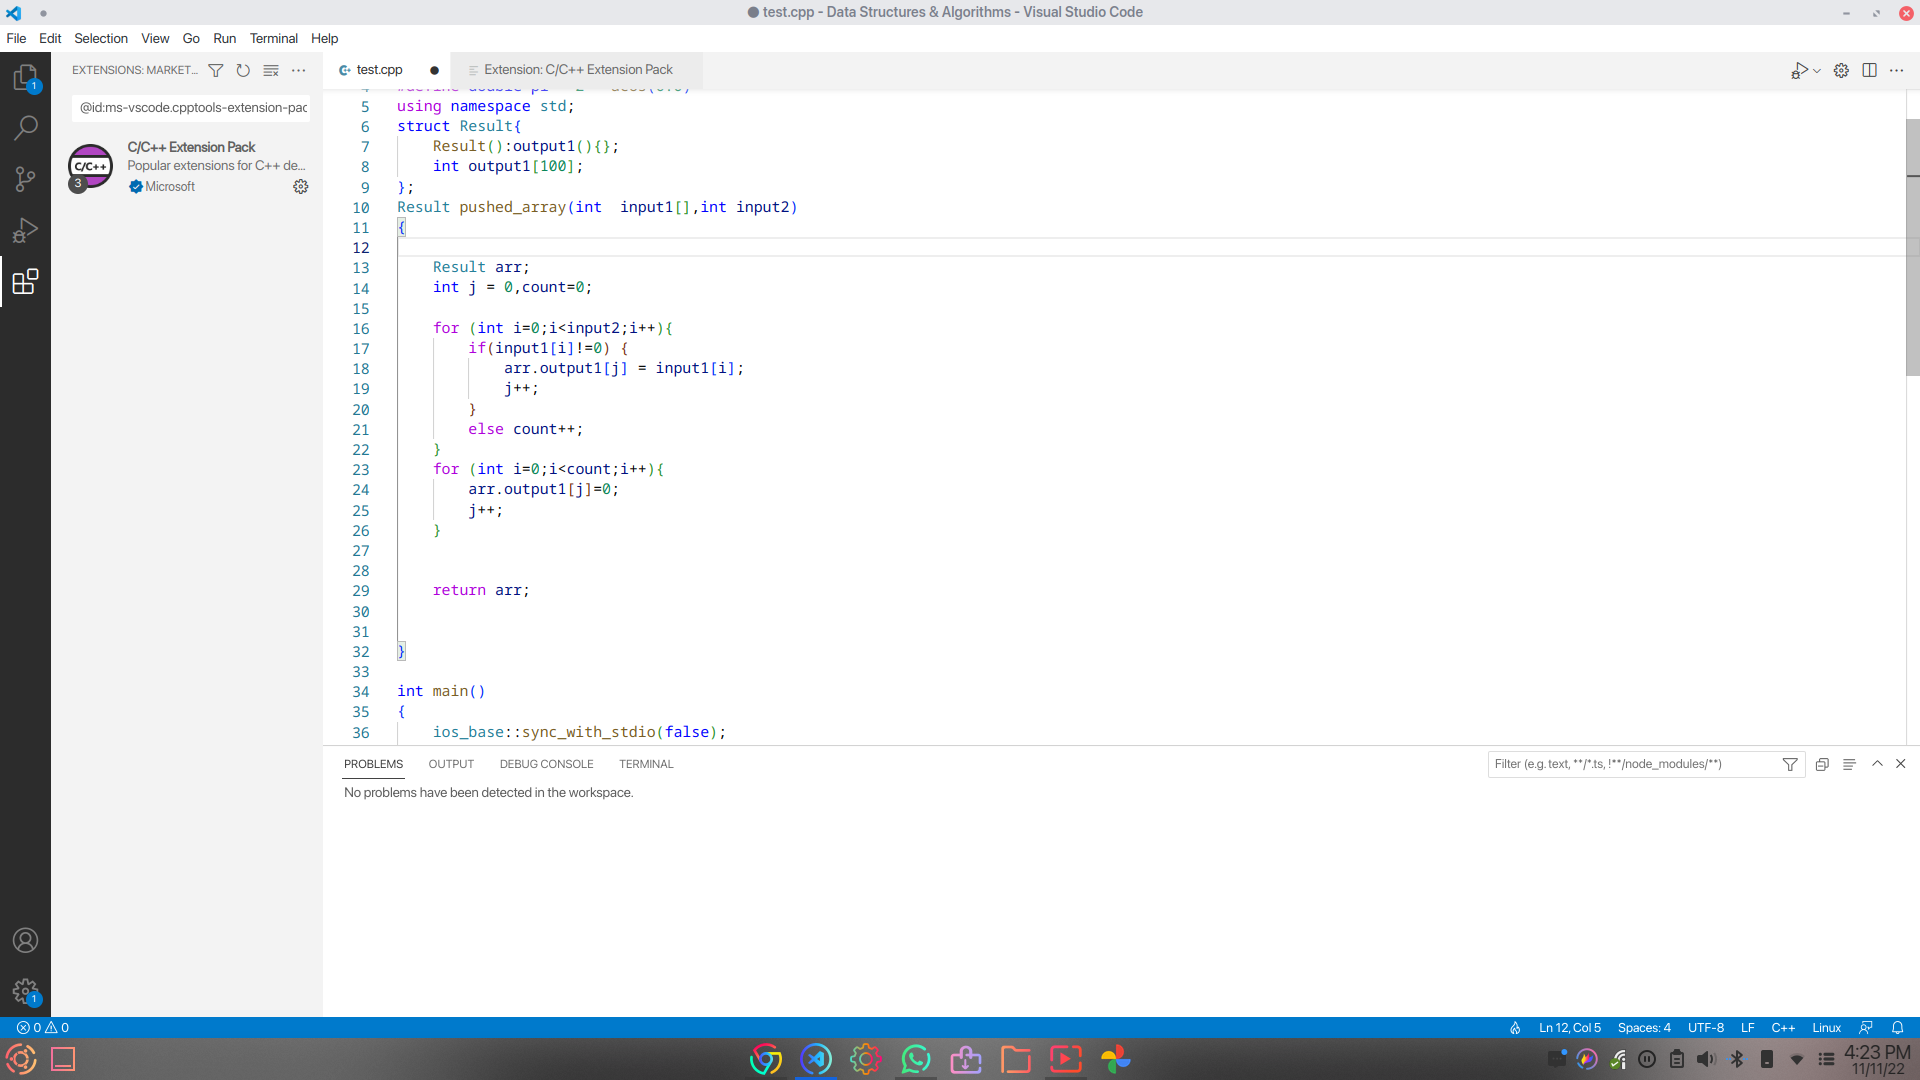 test.cpp - Data Structures & Algorithms - Visual Studio Code
File Edit Selection View Go Run Terminal Help
EXTENSIONS: MARKET...
@id:ms-vscode.cpptools-extension-pac
C/C++
3
C/C++ Extension Pack
Popular extensions for C++ de...
Microsoft
1
1
test.cpp
Extension: C/C++ Extension Pack
5 using namespace std;
6 struct Result{
7 Result():output1(){};
8 int output1[100];
9 };
10 Result pushed_array(int  input1[],int input2)
11 {
12
13 Result arr;
14 int j = 0,count=0;
15
16 for (int i=0;i<input2;i++){
17 if(input1[i]!=0) {
18 arr.output1[j] = input1[i];
19 j++;
20 }
21 else count++;
22 }
23 for (int i=0;i<count;i++){
24 arr.output1[j]=0;
25 j++;
26 }
27
28
29 return arr;
30
31
32 }
33
34 int main()
35 {
36 ios_base::sync_with_stdio(false);
PROBLEMS OUTPUT DEBUG CONSOLE TERMINAL
Filter (e.g. text, **/*.ts, !**/node_modules/**)
No problems have been detected in the workspace.
0 0
Ln 12, Col 5 Spaces: 4 UTF-8 LF C++ Linux
4:23 PM
11/11/22